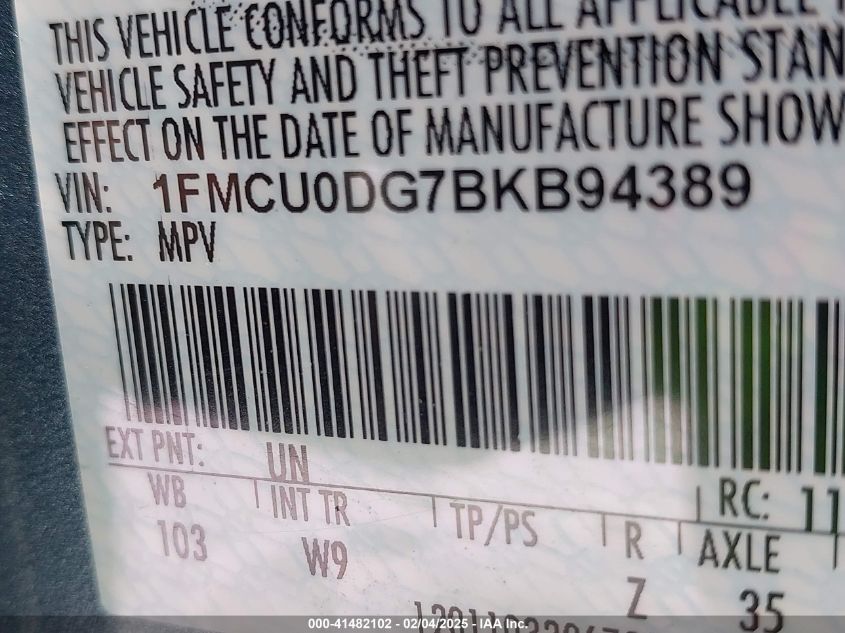 THIS VEHICLE CONFORMS TO ALL APPLICABLE
VEHICLE SAFETY AND THEFT PREVENTION STAN
EFFECT ON THE DATE OF MANUFACTURE SHOW
VIN: 1FMCU0DG7BKB94389
TYPE: MPV
EXT PNT: UN
RC: 11
WB INT TR TP/PS R AXLE
103 W9 Z 35
000-41482102 - 02/04/2025 - IAA Inc.